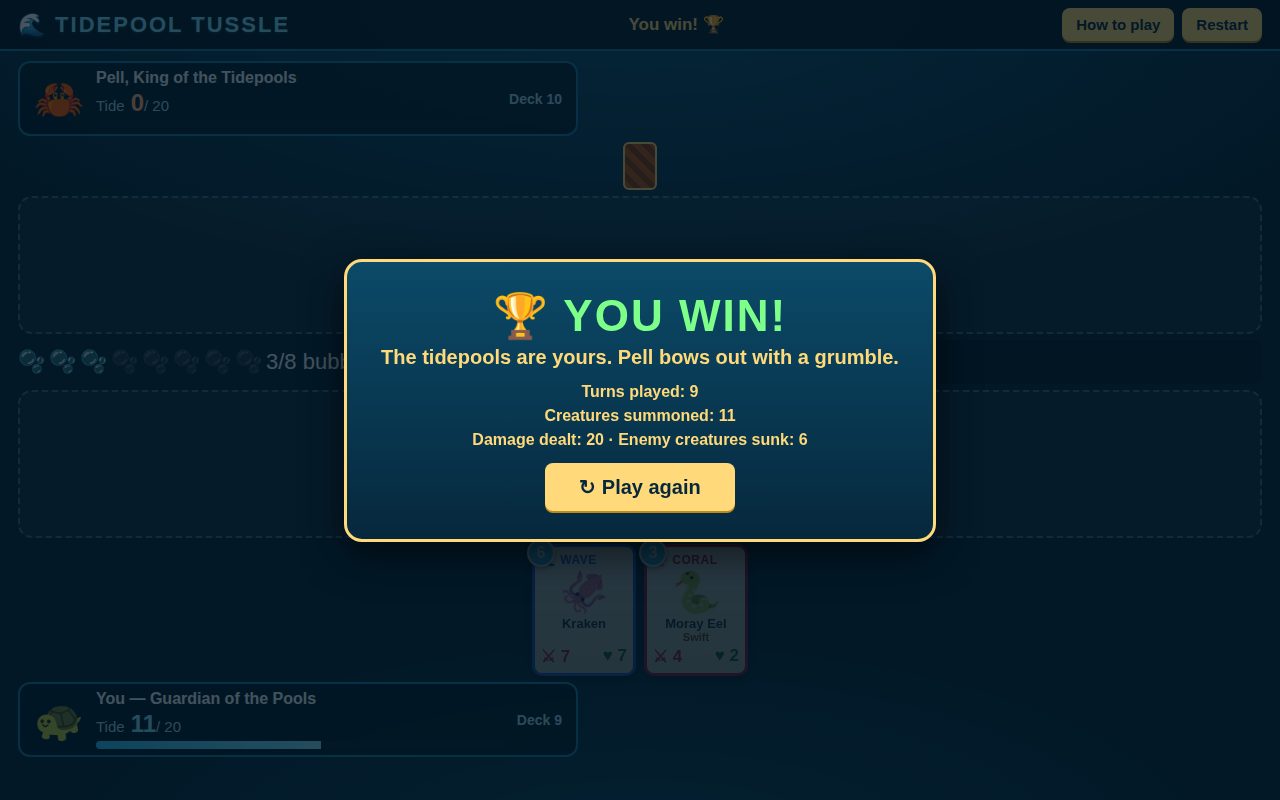 TIDEPOOL TUSSLE
You win! 🏆
How to play
Restart
Pell, King of the Tidepools
Tide 0/ 20
Deck 10
🏆 YOU WIN!
The tidepools are yours. Pell bows out with a grumble.
3/8
Turns played: 9
Creatures summoned: 11
Damage dealt: 20 · Enemy creatures sunk: 6
↻ Play again
6 WAVE
Kraken
⚔ 7 ♥ 7
3 CORAL
Moray Eel
Swift
⚔ 4 ♥ 2
You — Guardian of the Pools
Tide 11/ 20
Deck 9